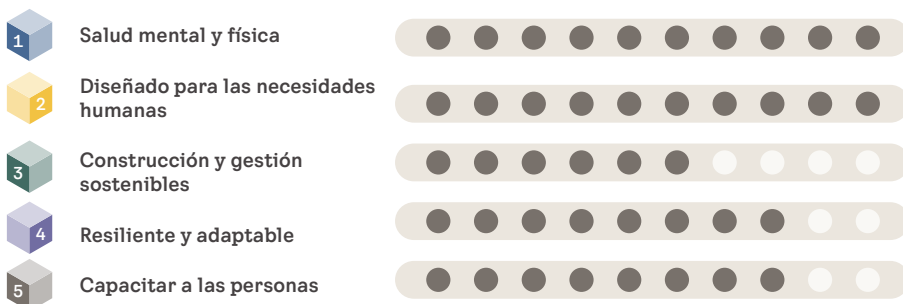 1
Salud mental y física
2
Diseñado para las necesidades
humanas
3
Construcción y gestión
sostenibles
4
Resiliente y adaptable
5
Capacitar a las personas